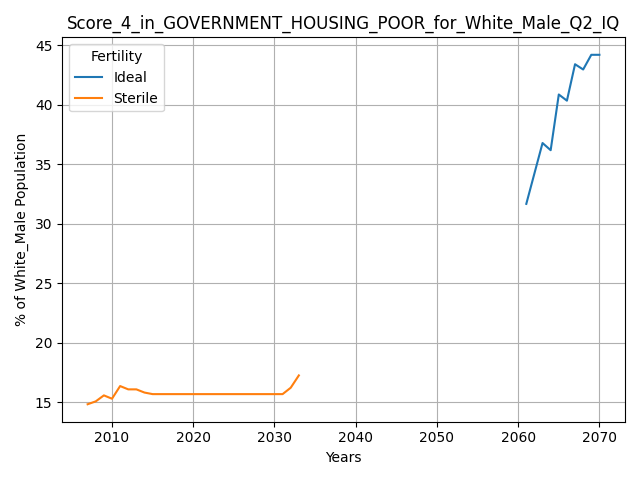 Score_4_in_GOVERNMENT_HOUSING_POOR_for_White_Male_Q2_IQ
Fertility
Ideal
Sterile
% of White_Male Population
45
40
35
30
25
20
15
2010 2020 2030 2040 2050 2060 2070
Years